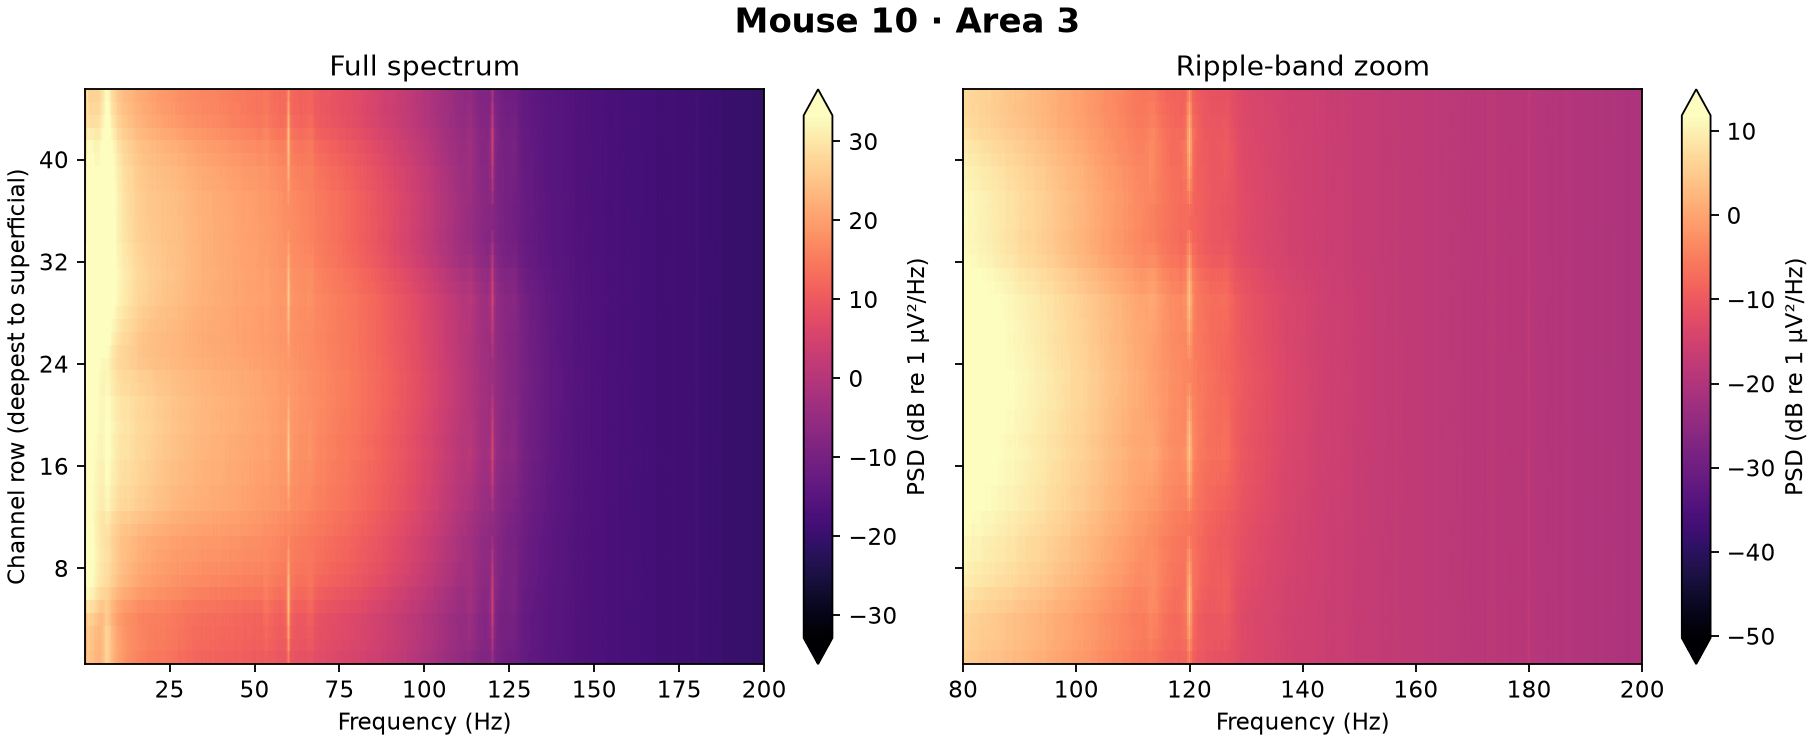 Mouse 10 · Area 3
Full spectrum
Ripple-band zoom
Channel row (deepest to superficial)
40
32
24
16
8
25 50 75 100 125 150 175 200
Frequency (Hz)
30
20
10
0
−10
−20
−30
PSD (dB re 1 µV²/Hz)
80 100 120 140 160 180 200
Frequency (Hz)
10
0
−10
−20
−30
−40
−50
PSD (dB re 1 µV²/Hz)